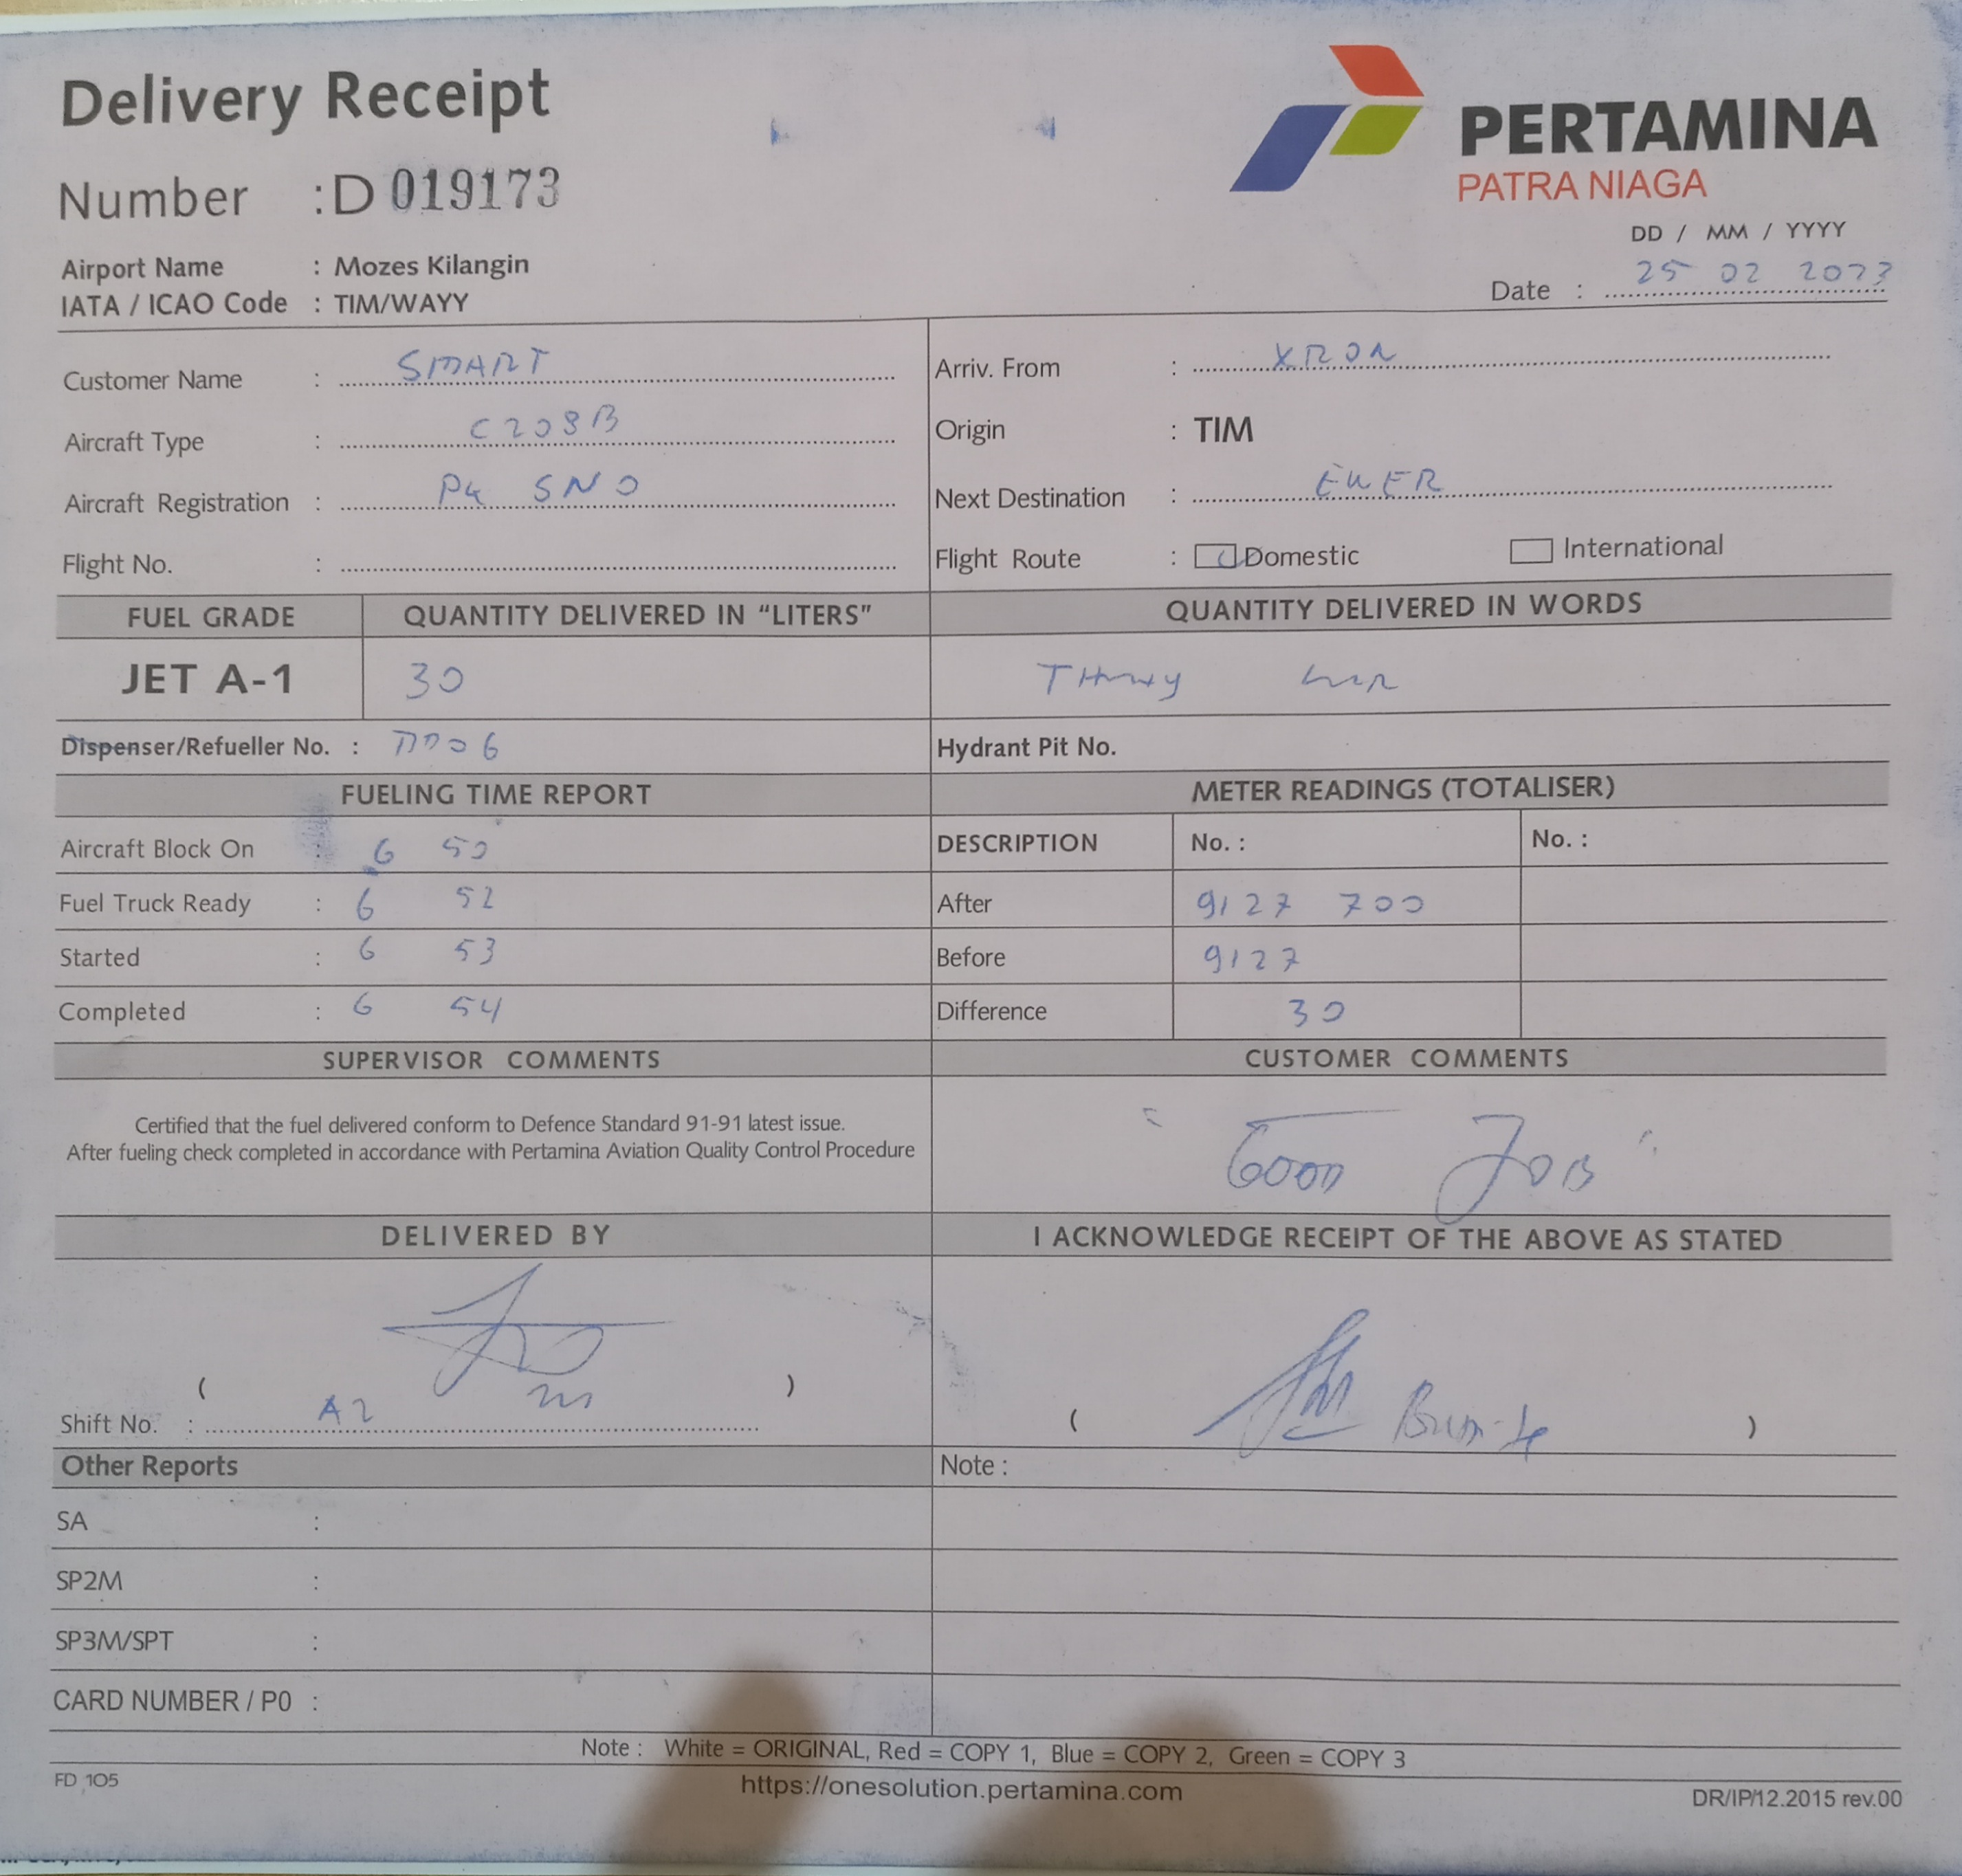 Delivery Receipt
PERTAMINA
PATRA NIAGA
Number : D 019173
DD / MM / YYYY
Airport Name : Mozes Kilangin
IATA / ICAO Code : TIM/WAYY
Date : 25 02 2023
Customer Name : SMART
Arriv. From :
Aircraft Type : C208B
Origin : TIM
Aircraft Registration : PK SNO
Next Destination : EWER
Flight No. :
Flight Route : Domestic International
FUEL GRADE QUANTITY DELIVERED IN “LITERS” QUANTITY DELIVERED IN WORDS
JET A-1 30
Dispenser/Refueller No. :
Hydrant Pit No.
FUELING TIME REPORT METER READINGS (TOTALISER)
Aircraft Block On : 6 50 DESCRIPTION No. : No. :
Fuel Truck Ready : 6 52 After 9127 700
Started : 6 53 Before 9127
Completed : 6 54 Difference 30
SUPERVISOR COMMENTS CUSTOMER COMMENTS
Certified that the fuel delivered conform to Defence Standard 91-91 latest issue.
After fueling check completed in accordance with Pertamina Aviation Quality Control Procedure
" GOOD JOB "
DELIVERED BY I ACKNOWLEDGE RECEIPT OF THE ABOVE AS STATED
( )
Shift No. : A2
( )
Other Reports Note :
SA :
SP2M :
SP3M/SPT :
CARD NUMBER / P0 :
Note : White = ORIGINAL, Red = COPY 1, Blue = COPY 2, Green = COPY 3
FD 105 https://onesolution.pertamina.com DR/IP/12.2015 rev.00